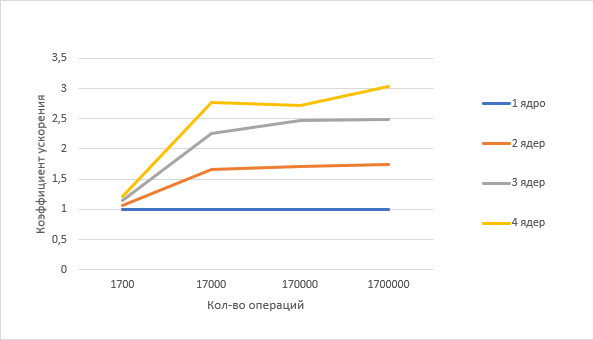 3,5
3
2,5
2
1,5
1
0,5
0
Коэффициент ускорения
1700 17000 170000 1700000
Кол-во операций
1 ядро
2 ядер
3 ядер
4 ядер